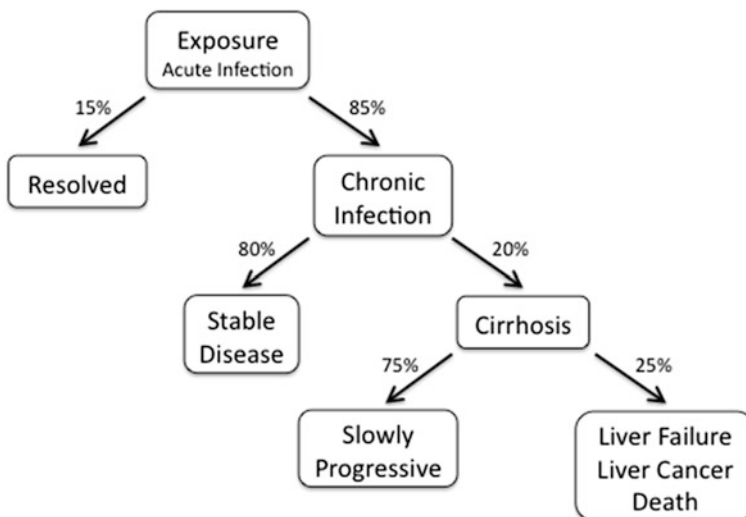 Exposure
Acute Infection
15%
85%
Resolved
Chronic
Infection
80%
20%
Stable
Disease
Cirrhosis
75%
25%
Slowly
Progressive
Liver Failure
Liver Cancer
Death